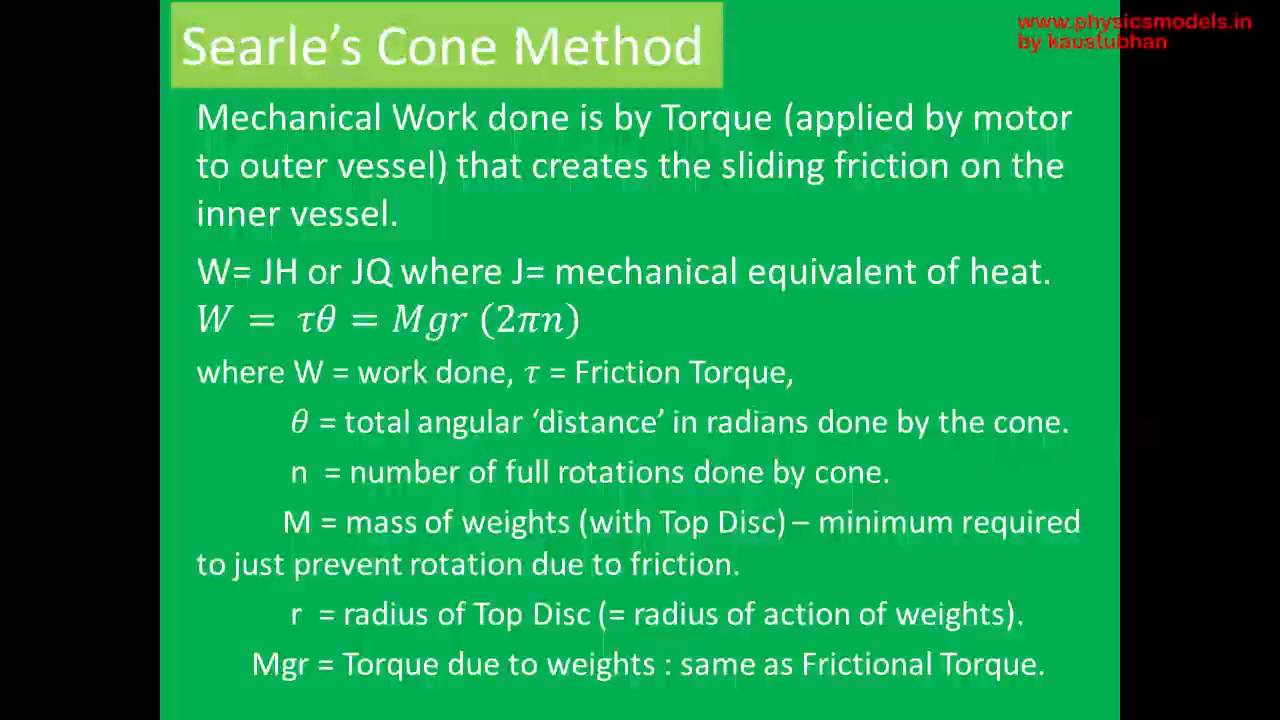 www.physicsmodels.in
by kaustubhan
Searle’s Cone Method
Mechanical Work done is by Torque (applied by motor
to outer vessel) that creates the sliding friction on the
inner vessel.
W= JH or JQ where J= mechanical equivalent of heat.
𝑊 = 𝜏𝜃 = 𝑀𝑔𝑟 (2𝜋𝑛)
where W = work done, 𝜏 = Friction Torque,
𝜃 = total angular ‘distance’ in radians done by the cone.
n = number of full rotations done by cone.
M = mass of weights (with Top Disc) – minimum required
to just prevent rotation due to friction.
r = radius of Top Disc (= radius of action of weights).
Mgr = Torque due to weights : same as Frictional Torque.